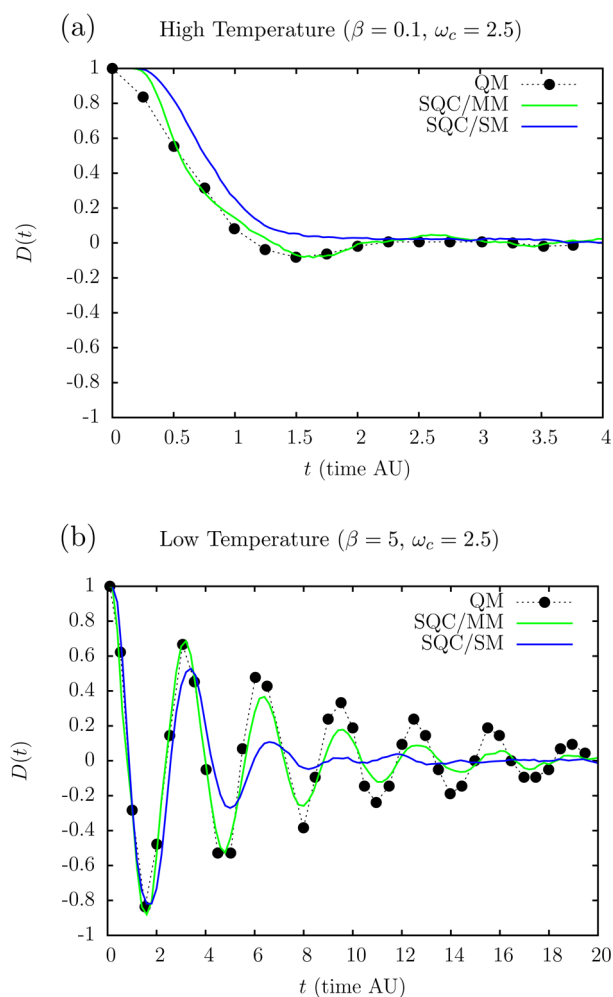 (a)
High Temperature (β = 0.1, ω_c = 2.5)
QM
SQC/MM
SQC/SM
1
0.8
0.6
0.4
0.2
0
-0.2
-0.4
-0.6
-0.8
-1
D(t)
0 0.5 1 1.5 2 2.5 3 3.5 4
t (time AU)
(b)
Low Temperature (β = 5, ω_c = 2.5)
QM
SQC/MM
SQC/SM
1
0.8
0.6
0.4
0.2
0
-0.2
-0.4
-0.6
-0.8
-1
D(t)
0 2 4 6 8 10 12 14 16 18 20
t (time AU)